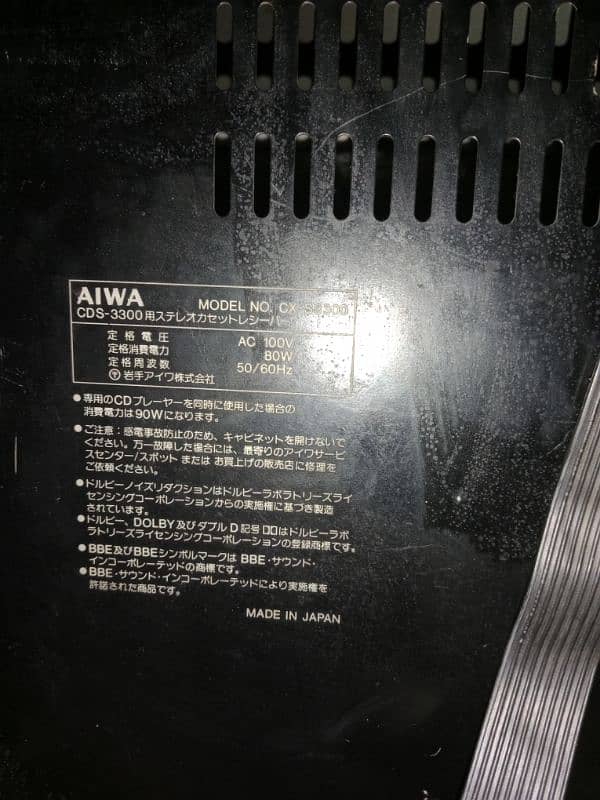 AIWA
MODEL NO. CX-S3300
CDS-3300用ステレオカセットレシーバー
定格電圧 AC 100V
定格消費電力 80W
定格周波数 50/60Hz
岩手アイワ株式会社
●専用のCDプレーヤーを同時に使用した場合の
消費電力は90Wになります。
●ご注意：感電事故防止のため、キャビネットを開けないで
ください。万一故障した場合には、最寄りのアイワサービ
スセンター/スポット または お買上げの販売店に修理を
ご依頼ください。
●ドルビーノイズリダクションはドルビーラボラトリーズライ
センシングコーポレーションからの実施権に基づき製造
されています。
●ドルビー、DOLBY及びダブル D記号 はドルビーラボ
ラトリーズライセンシングコーポレーションの登録商標です。
●BBE及びBBEシンボルマークは BBE・サウンド・
インコーポレーテッドの商標です。
●BBE・サウンド・インコーポレーテッドにより実施権を
許諾された商品です。
MADE IN JAPAN